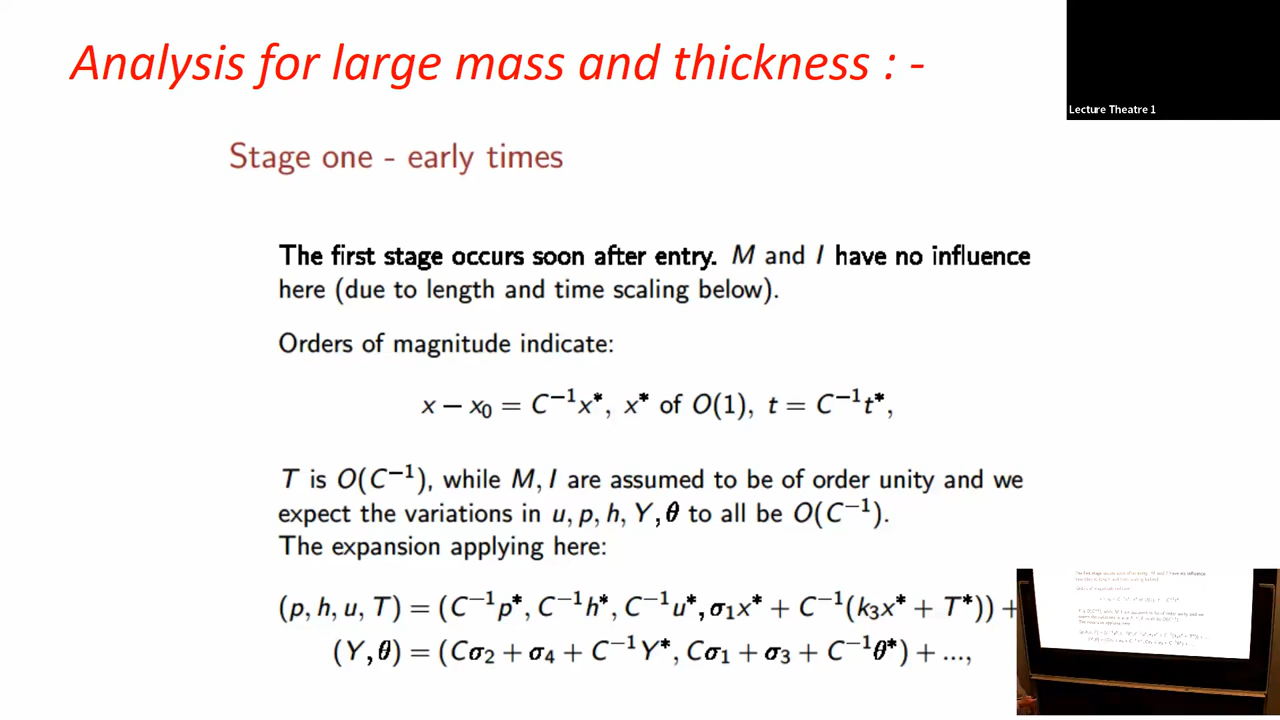 Analysis for large mass and thickness : -
Lecture Theatre 1
Stage one - early times
The first stage occurs soon after entry. M and I have no influence
here (due to length and time scaling below).
Orders of magnitude indicate:
x − x₀ = C⁻¹x*, x* of O(1), t = C⁻¹t*,
T is O(C⁻¹), while M, I are assumed to be of order unity and we
expect the variations in u, p, h, Y, θ to all be O(C⁻¹).
The expansion applying here:
(p, h, u, T) = (C⁻¹p*, C⁻¹h*, C⁻¹u*, σ₁x* + C⁻¹(k₃x* + T*)) +
(Y, θ) = (Cσ₂ + σ₄ + C⁻¹Y*, Cσ₁ + σ₃ + C⁻¹θ*) + ...,